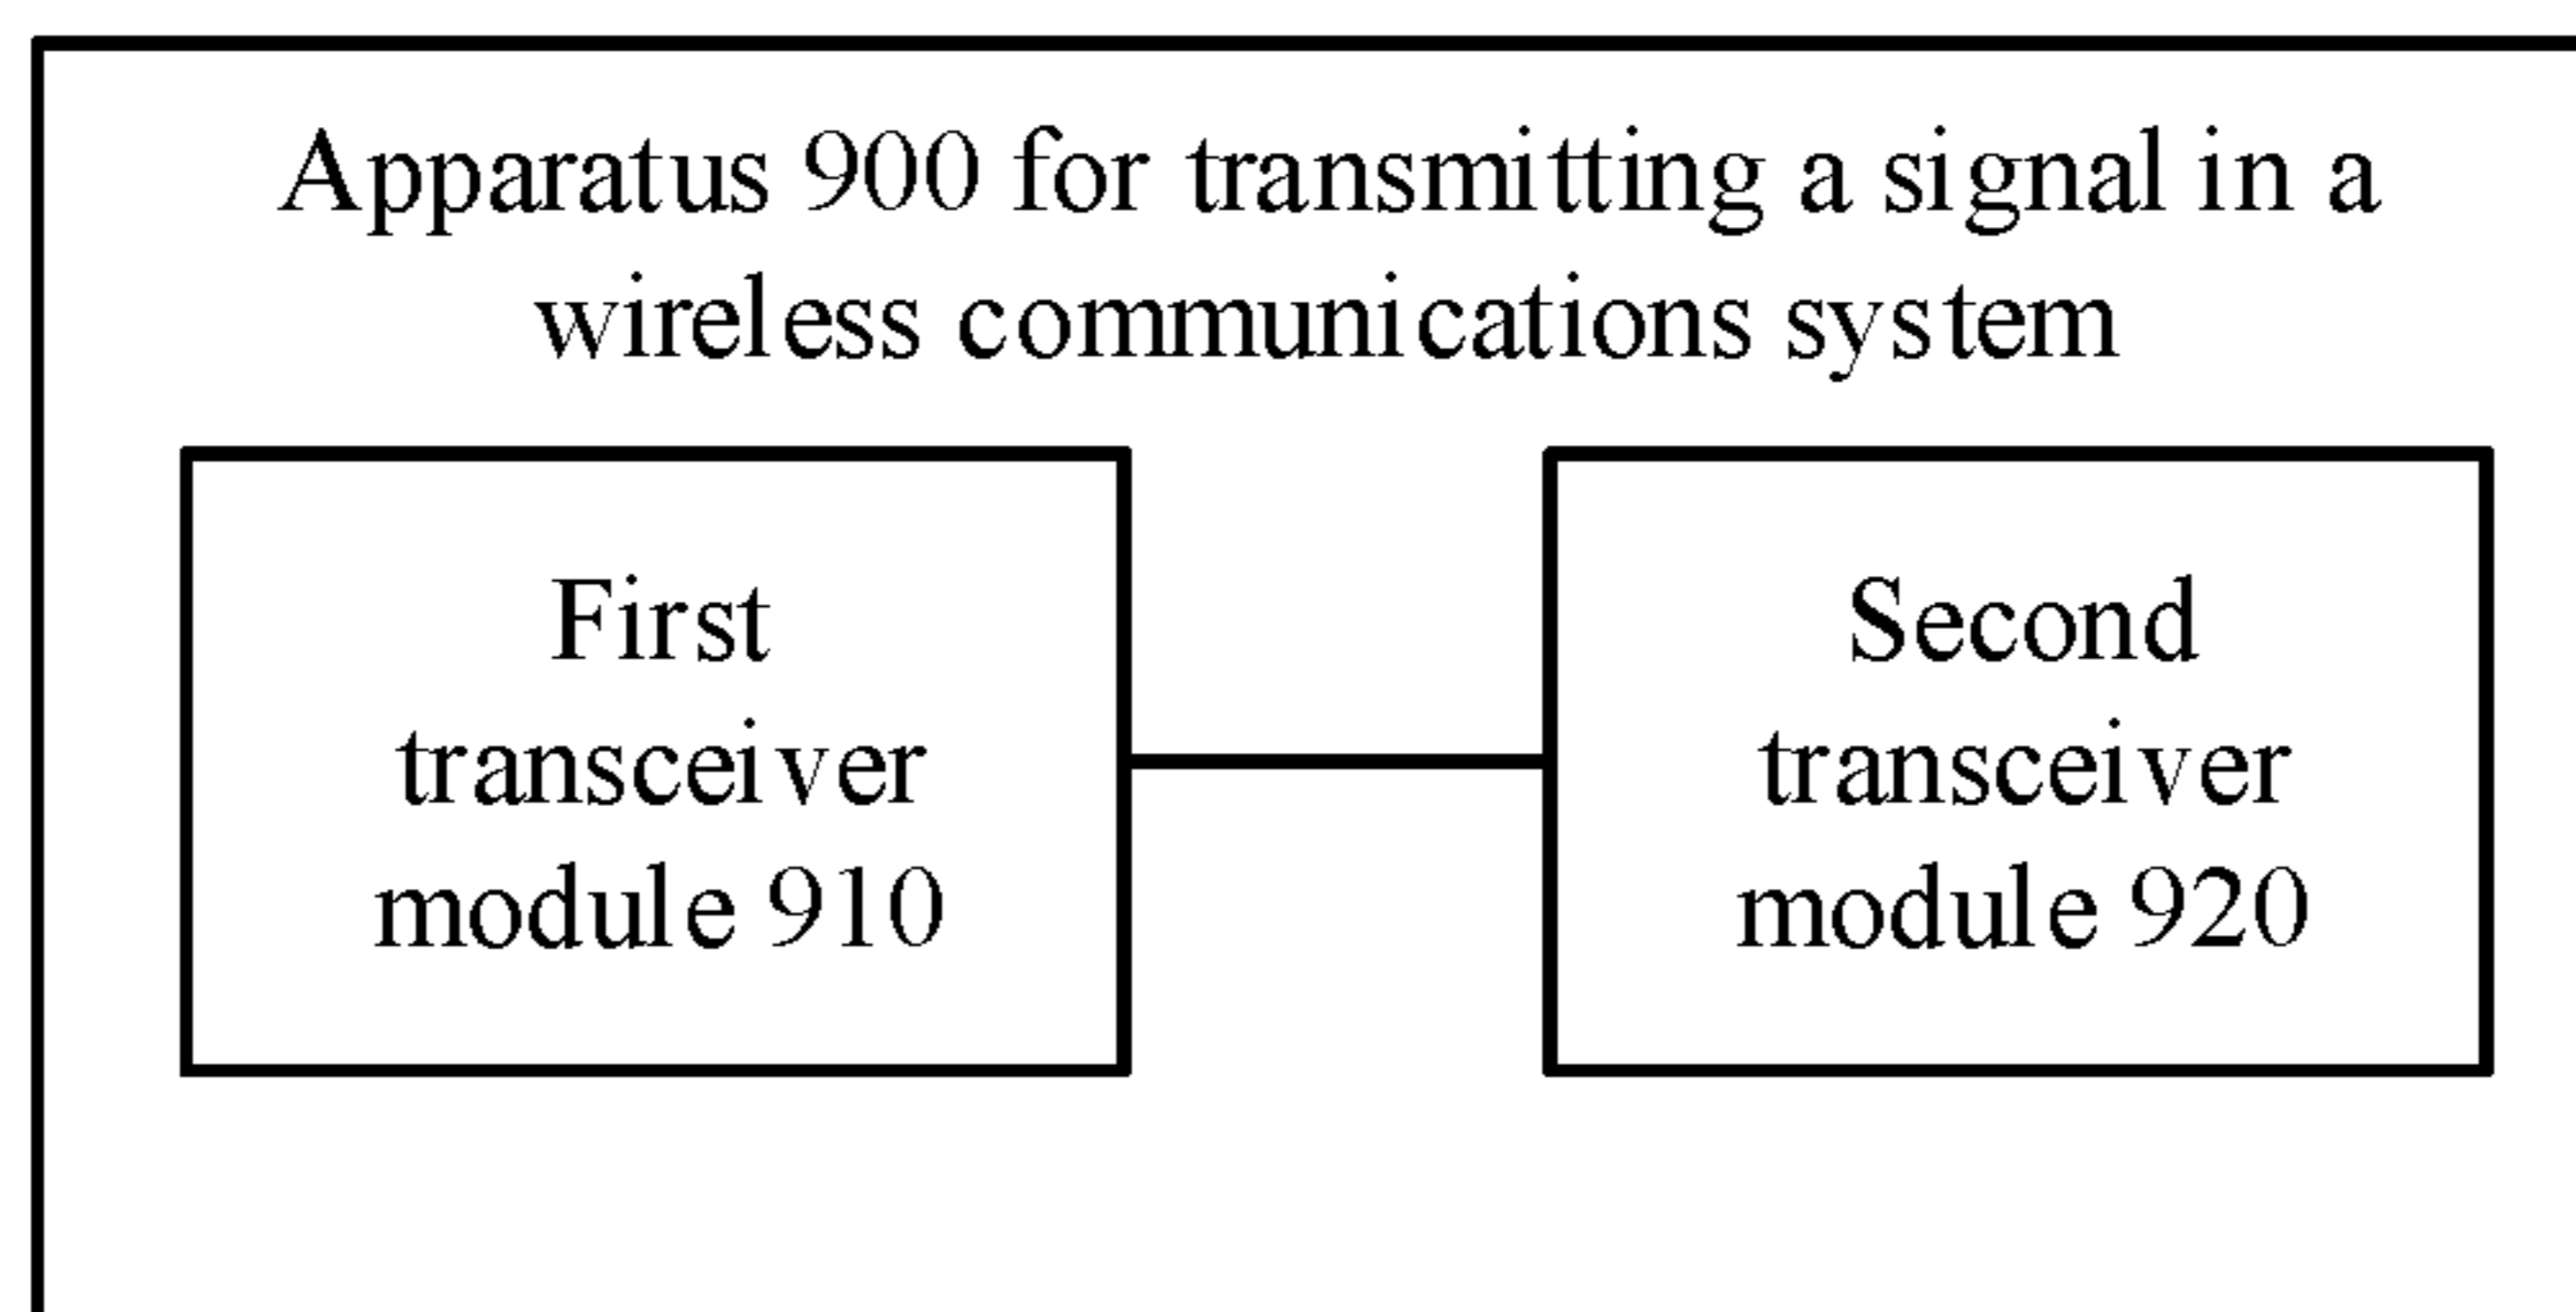 Apparatus 900 for transmitting a signal in a
wireless communications system
First
transceiver
module 910
Second
transceiver
module 920